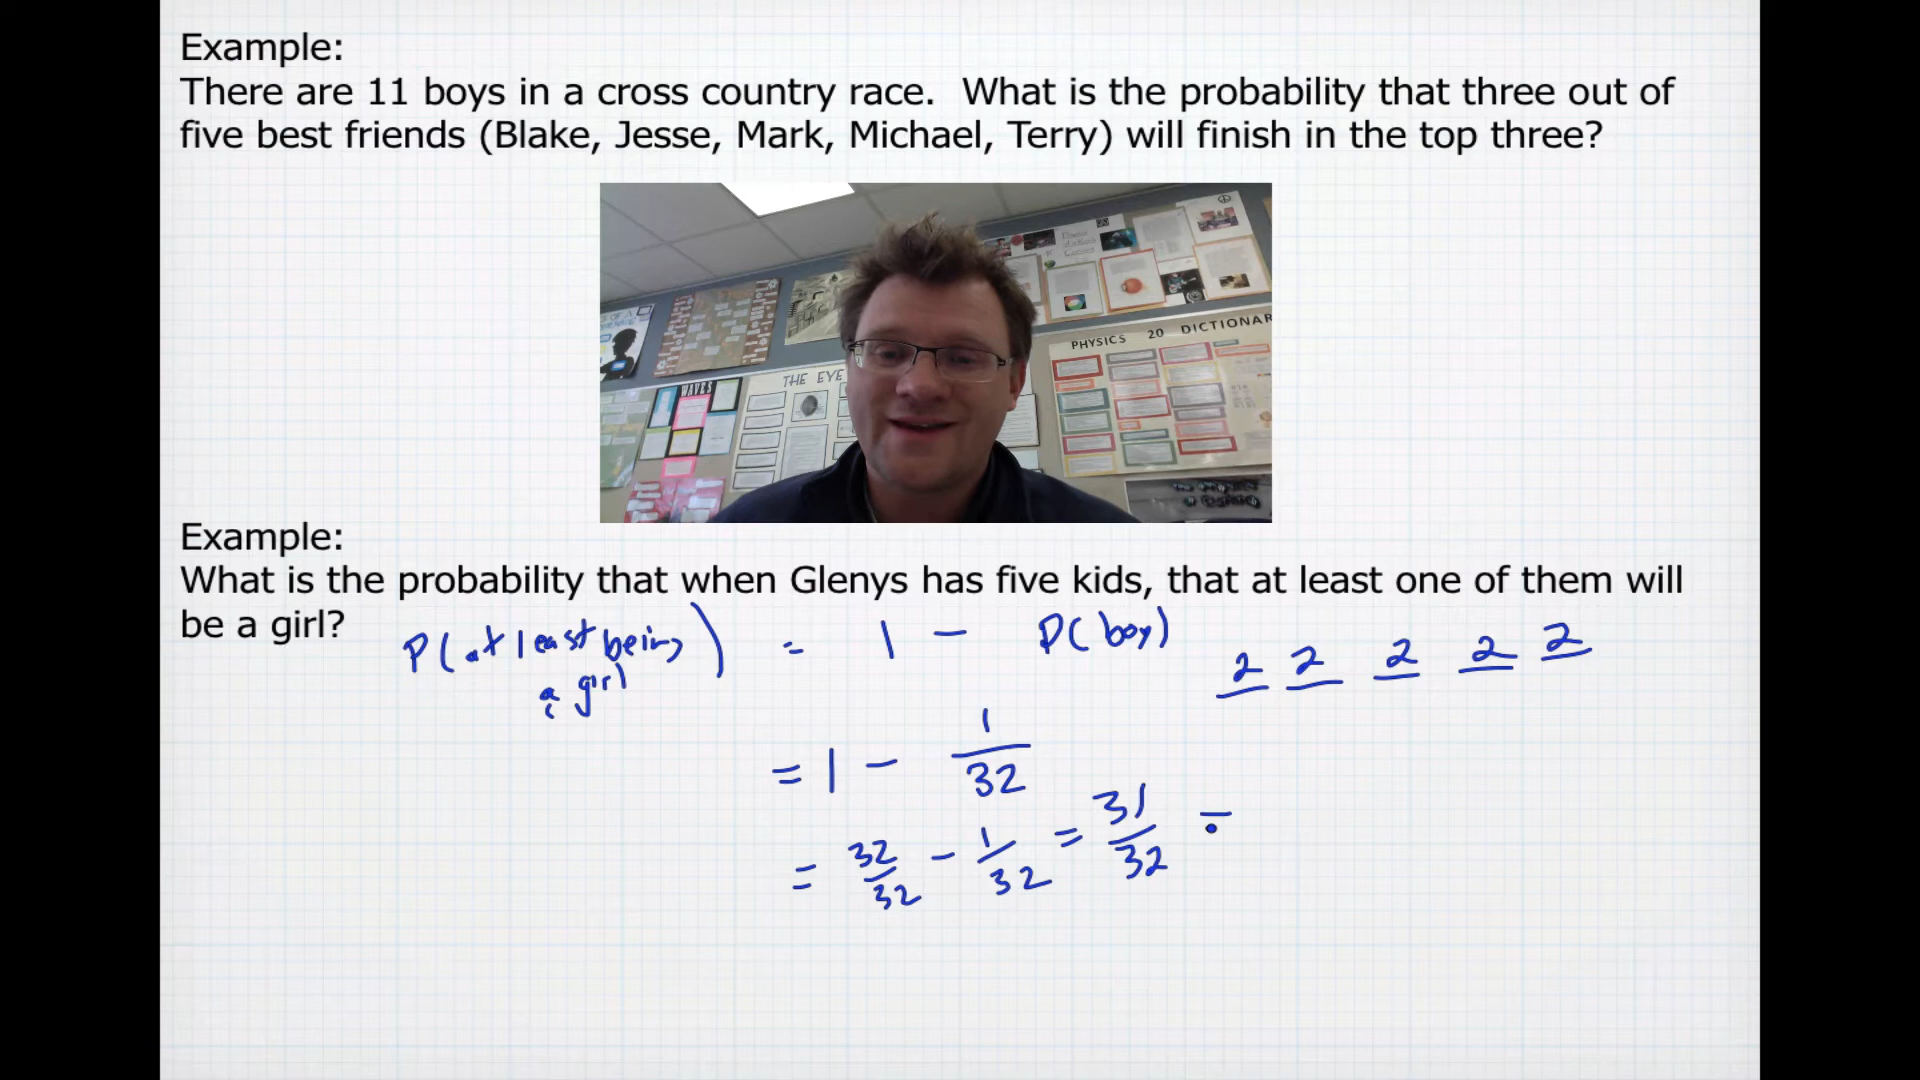 Example:
There are 11 boys in a cross country race. What is the probability that three out of
five best friends (Blake, Jesse, Mark, Michael, Terry) will finish in the top three?
PHYSICS 20 DICTIONAR
THE EYE
WAVES
Example:
What is the probability that when Glenys has five kids, that at least one of them will
be a girl?
P(at least being a girl) = 1 - P(boy)
2 2 2 2 2
= 1 - 1/32
= 32/32 - 1/32 = 31/32 =